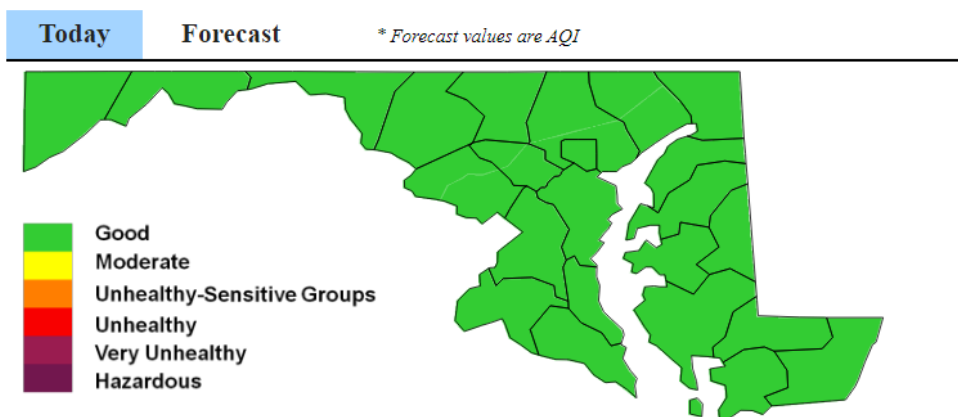 Today Forecast * Forecast values are AQI
Good
Moderate
Unhealthy-Sensitive Groups
Unhealthy
Very Unhealthy
Hazardous